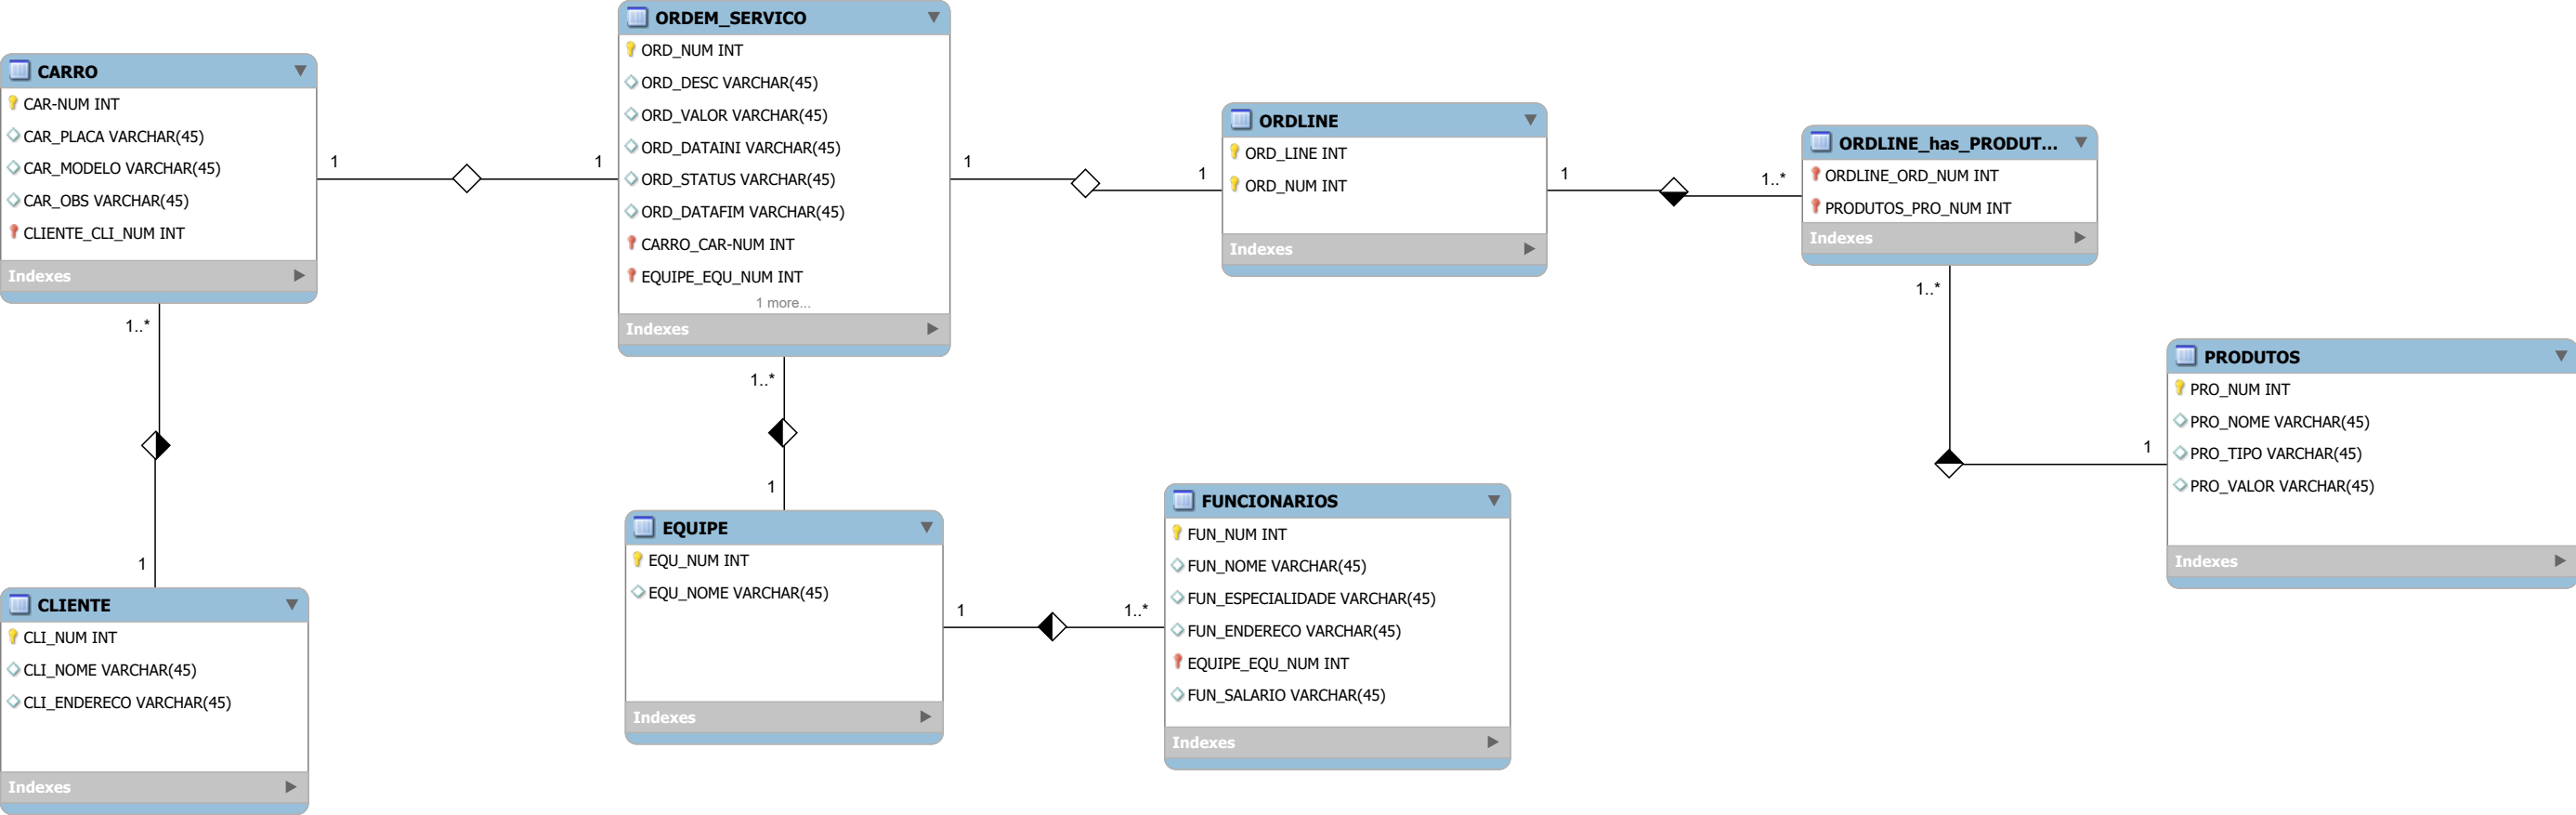 CARRO
CAR-NUM INT
CAR_PLACA VARCHAR(45)
CAR_MODELO VARCHAR(45)
CAR_OBS VARCHAR(45)
CLIENTE_CLI_NUM INT
Indexes
1
1
ORDEM_SERVICO
ORD_NUM INT
ORD_DESC VARCHAR(45)
ORD_VALOR VARCHAR(45)
ORD_DATAINI VARCHAR(45)
ORD_STATUS VARCHAR(45)
ORD_DATAFIM VARCHAR(45)
CARRO_CAR-NUM INT
EQUIPE_EQU_NUM INT
1 more...
Indexes
1
1
ORDLINE
ORD_LINE INT
ORD_NUM INT
Indexes
1
1..*
ORDLINE_has_PRODUT...
ORDLINE_ORD_NUM INT
PRODUTOS_PRO_NUM INT
Indexes
1..*
1
PRODUTOS
PRO_NUM INT
PRO_NOME VARCHAR(45)
PRO_TIPO VARCHAR(45)
PRO_VALOR VARCHAR(45)
Indexes
1..*
1
CLIENTE
CLI_NUM INT
CLI_NOME VARCHAR(45)
CLI_ENDERECO VARCHAR(45)
Indexes
1..*
1
EQUIPE
EQU_NUM INT
EQU_NOME VARCHAR(45)
Indexes
1
1..*
FUNCIONARIOS
FUN_NUM INT
FUN_NOME VARCHAR(45)
FUN_ESPECIALIDADE VARCHAR(45)
FUN_ENDERECO VARCHAR(45)
EQUIPE_EQU_NUM INT
FUN_SALARIO VARCHAR(45)
Indexes